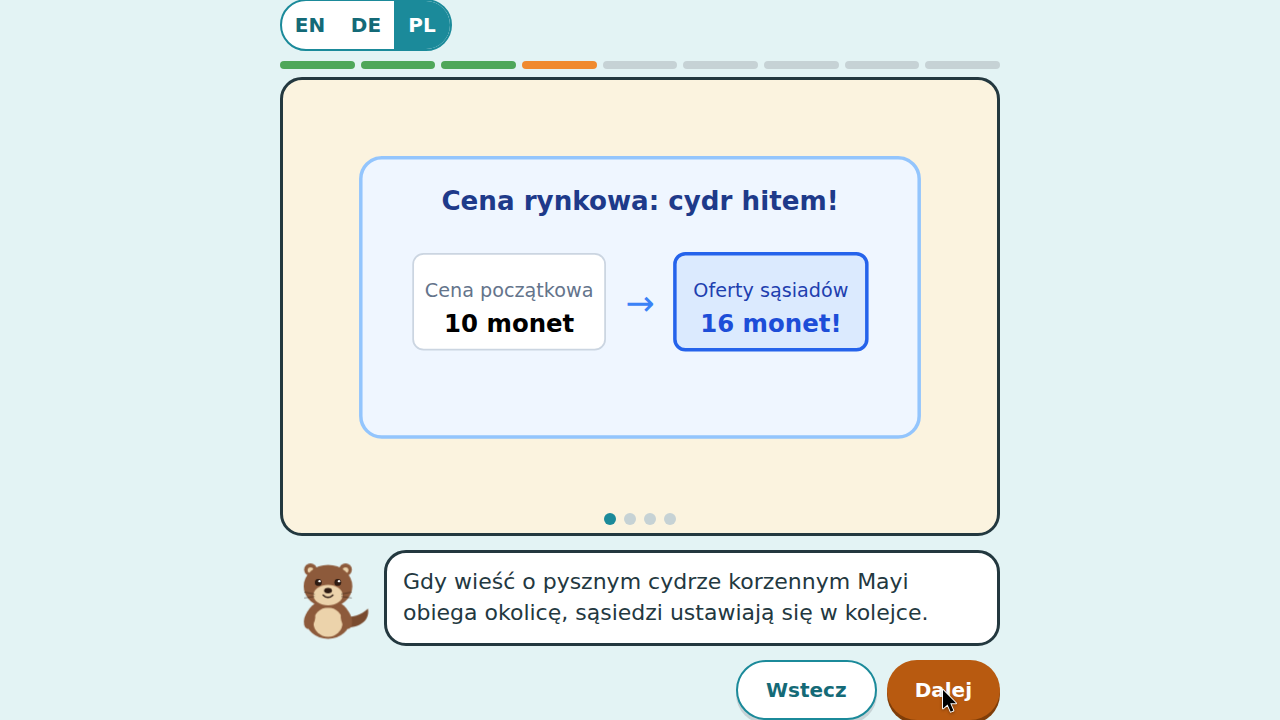 EN DE PL
Cena rynkowa: cydr hitem!
Cena początkowa
10 monet
→
Oferty sąsiadów
16 monet!
Gdy wieść o pysznym cydrze korzennym Mayi
obiega okolicę, sąsiedzi ustawiają się w kolejce.
Wstecz
Dalej